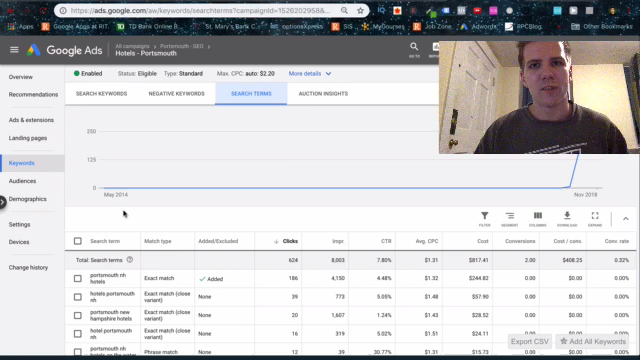 https://ads.google.com/aw/keywords/searchterms?campaignId=1526202958&
Apps
Google Apps at RIT
TD Bank Online B
St. Mary's Bank C
optionsXpress
SIS
MyCourses
Job Zone
Adwords
RPCBlog
Other Bookmarks
Google Ads
All campaigns > Portsmouth - GEO >
Hotels - Portsmouth
GO TO
Overview
Recommendations
Ads & extensions
Landing pages
Keywords
Audiences
Demographics
Settings
Devices
Change history
Enabled Status: Eligible Type: Standard Max. CPC: auto: $2.20 More details
SEARCH KEYWORDS NEGATIVE KEYWORDS SEARCH TERMS AUCTION INSIGHTS
250
125
0
May 2014 Nov 2018
FILTER SEGMENT COLUMNS DOWNLOAD EXPAND
Search term Match type Added/Excluded Clicks Impr. CTR Avg. CPC Cost Conversions Cost / conv. Conv. rate
Total: Search terms 624 8,003 7.80% $1.31 $817.41 2.00 $408.25 0.32%
portsmouth nh hotels Exact match Added 186 4,150 4.48% $1.32 $244.82 0.00 $0.00 0.00%
hotels portsmouth nh Exact match (close variant) None 39 773 5.05% $1.48 $57.90 0.00 $0.00 0.00%
portsmouth new hampshire hotels Exact match (close variant) None 20 1,607 1.24% $1.43 $28.52 0.00 $0.00 0.00%
hotel portsmouth nh Exact match (close variant) None 16 319 5.02% $1.51 $24.11 0.00 $0.00 0.00%
Phrase match None 12 39 30.77% $1.31 $15.73
Export CSV
Add All Keywords